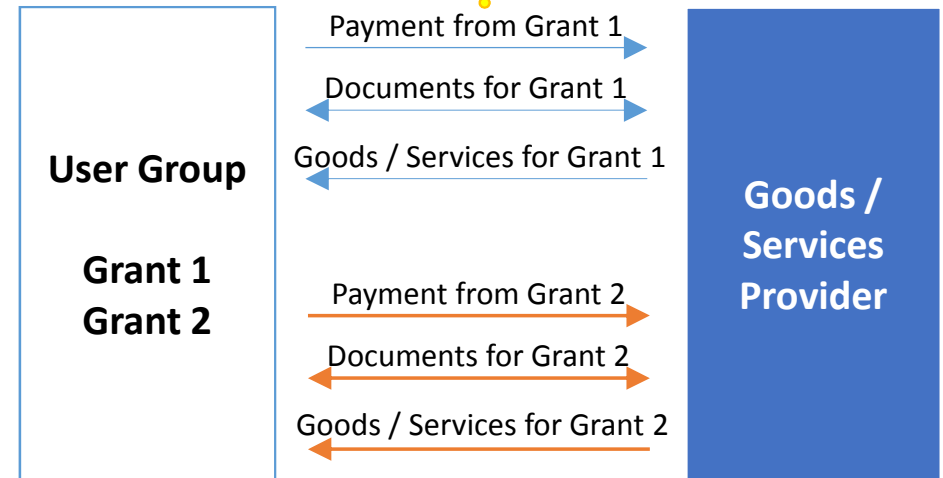 User Group
Grant 1
Grant 2
Payment from Grant 1
Documents for Grant 1
Goods / Services for Grant 1
Payment from Grant 2
Documents for Grant 2
Goods / Services for Grant 2
Goods /
Services
Provider